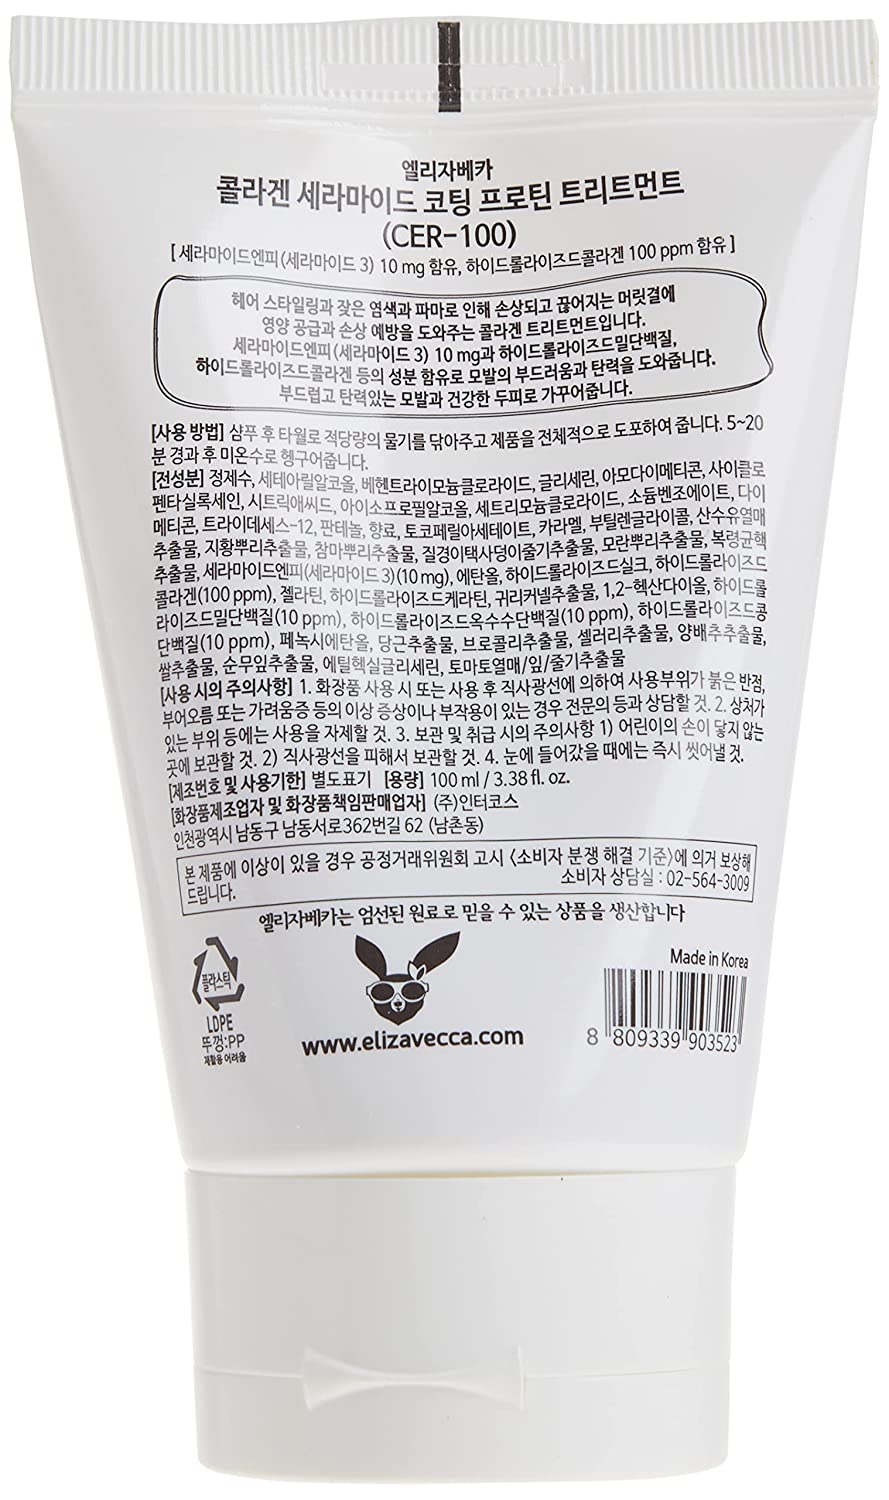 엘리자베카
콜라겐 세라마이드 코팅 프로틴 트리트먼트
(CER-100)
[ 세라마이드엔피(세라마이드 3) 10 mg 함유, 하이드롤라이즈드콜라겐 100 ppm 함유 ]
헤어 스타일링과 잦은 염색과 파마로 인해 손상되고 끊어지는 머릿결에
영양 공급과 손상 예방을 도와주는 콜라겐 트리트먼트입니다.
세라마이드엔피(세라마이드 3) 10 mg과 하이드롤라이즈드밀단백질,
하이드롤라이즈드콜라겐 등의 성분 함유로 모발의 부드러움과 탄력을 도와줍니다.
부드럽고 탄력있는 모발과 건강한 두피로 가꾸어줍니다.
[사용 방법] 샴푸 후 타월로 적당량의 물기를 닦아주고 제품을 전체적으로 도포하여 줍니다. 5~20
분 경과 후 미온수로 헹구어줍니다.
[전성분] 정제수, 세테아릴알코올, 베헨트라이모늄클로라이드, 글리세린, 아모다이메티콘, 사이클로
펜타실록세인, 시트릭애씨드, 아이소프로필알코올, 세트리모늄클로라이드, 소듐벤조에이트, 다이
메티콘, 트라이데세스-12, 판테놀, 향료, 토코페릴아세테이트, 카라멜, 부틸렌글라이콜, 산수유열매
추출물, 지황뿌리추출물, 참마뿌리추출물, 질경이택사덩이줄기추출물, 모란뿌리추출물, 복령균핵
추출물, 세라마이드엔피(세라마이드 3)(10 mg), 에탄올, 하이드롤라이즈드실크, 하이드롤라이즈드
콜라겐(100 ppm), 젤라틴, 하이드롤라이즈드케라틴, 귀리커넬추출물, 1,2-헥산다이올, 하이드롤
라이즈드밀단백질(10 ppm), 하이드롤라이즈드옥수수단백질(10 ppm), 하이드롤라이즈드콩
단백질(10 ppm), 페녹시에탄올, 당근추출물, 브로콜리추출물, 셀러리추출물, 양배추추출물,
쌀추출물, 순무잎추출물, 에틸헥실글리세린, 토마토열매/잎/줄기추출물
[사용 시의 주의사항] 1. 화장품 사용 시 또는 사용 후 직사광선에 의하여 사용부위가 붉은 반점,
부어오름 또는 가려움증 등의 이상 증상이나 부작용이 있는 경우 전문의 등과 상담할 것. 2. 상처가
있는 부위 등에는 사용을 자제할 것. 3. 보관 및 취급 시의 주의사항 1) 어린이의 손이 닿지 않는
곳에 보관할 것. 2) 직사광선을 피해서 보관할 것. 4. 눈에 들어갔을 때에는 즉시 씻어낼 것.
[제조번호 및 사용기한] 별도표기 [용량] 100 ml / 3.38 fl. oz.
[화장품제조업자 및 화장품책임판매업자] (주)인터코스
인천광역시 남동구 남동서로362번길 62 (남촌동)
본 제품에 이상이 있을 경우 공정거래위원회 고시 <소비자 분쟁 해결 기준>에 의거 보상해
드립니다.
소비자 상담실 : 02-564-3009
엘리자베카는 엄선된 원료로 믿을 수 있는 상품을 생산합니다
플라스틱
LDPE
뚜껑:PP
재활용 어려움
www.elizavecca.com
Made in Korea
8 809339 903523